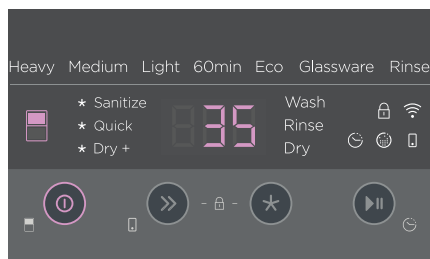 Heavy Medium Light 60min Eco Glassware Rinse
* Sanitize
* Quick
* Dry +
35
Wash
Rinse
Dry